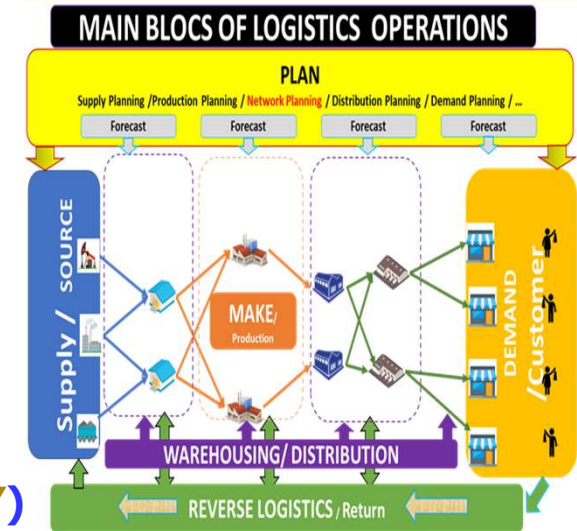 MAIN BLOCS OF LOGISTICS OPERATIONS
PLAN
Supply Planning /Production Planning / Network Planning / Distribution Planning / Demand Planning / ...
Forecast
Forecast
Forecast
Forecast
Supply / SOURCE
MAKE/
Production
DEMAND
/Customer
WAREHOUSING/ DISTRIBUTION
REVERSE LOGISTICS / Return
)